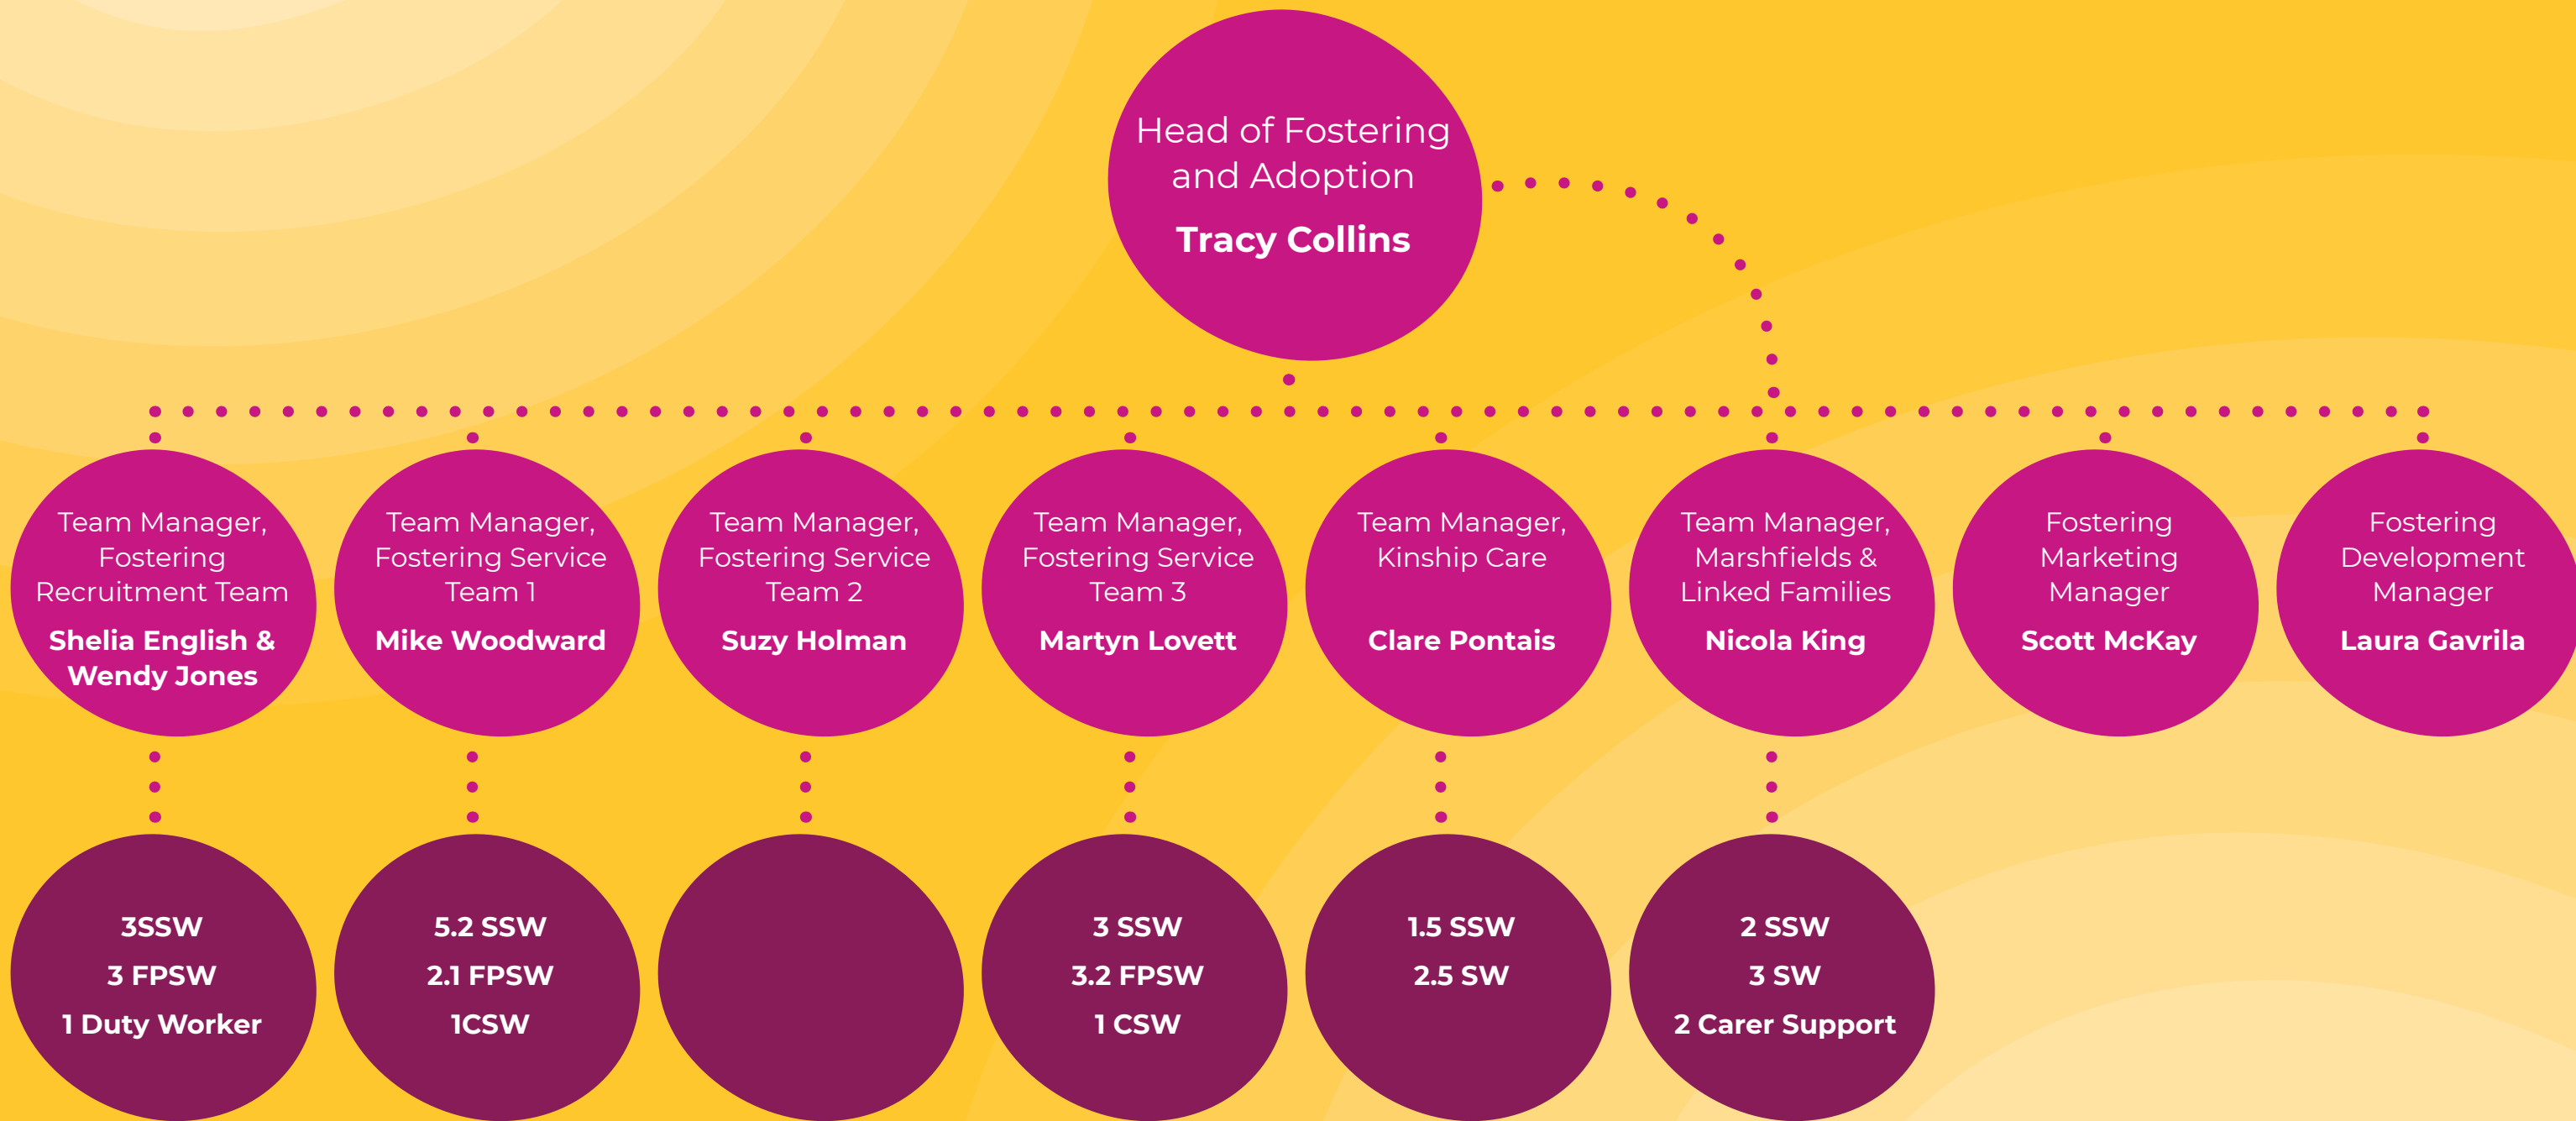 Head of Fostering
and Adoption
Tracy Collins
Team Manager,
Fostering
Recruitment Team
Shelia English &
Wendy Jones
Team Manager,
Fostering Service
Team 1
Mike Woodward
Team Manager,
Fostering Service
Team 2
Suzy Holman
Team Manager,
Fostering Service
Team 3
Martyn Lovett
Team Manager,
Kinship Care
Clare Pontais
Team Manager,
Marshfields &
Linked Families
Nicola King
Fostering
Marketing
Manager
Scott McKay
Fostering
Development
Manager
Laura Gavrila
3SSW
3 FPSW
1 Duty Worker
5.2 SSW
2.1 FPSW
1CSW
3 SSW
3.2 FPSW
1 CSW
1.5 SSW
2.5 SW
2 SSW
3 SW
2 Carer Support